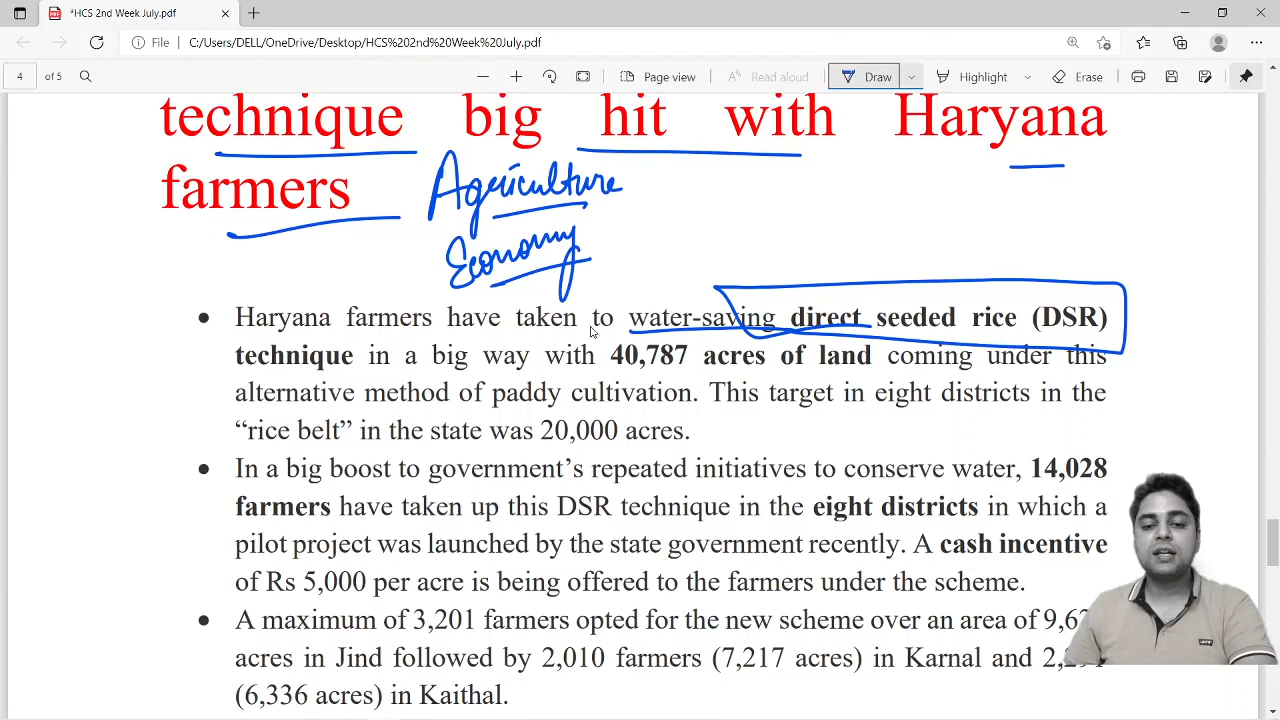 *HCS 2nd Week July.pdf
File C:/Users/DELL/OneDrive/Desktop/HCS%202nd%20Week%20July.pdf
4 of 5 Page view Read aloud Draw Highlight Erase
technique big hit with Haryana
farmers
Agriculture
Economy
• Haryana farmers have taken to water-saving direct seeded rice (DSR)
technique in a big way with 40,787 acres of land coming under this
alternative method of paddy cultivation. This target in eight districts in the
“rice belt” in the state was 20,000 acres.
• In a big boost to government’s repeated initiatives to conserve water, 14,028
farmers have taken up this DSR technique in the eight districts in which a
pilot project was launched by the state government recently. A cash incentive
of Rs 5,000 per acre is being offered to the farmers under the scheme.
• A maximum of 3,201 farmers opted for the new scheme over an area of
acres in Jind followed by 2,010 farmers (7,217 acres) in Karnal and
(6,336 acres) in Kaithal.